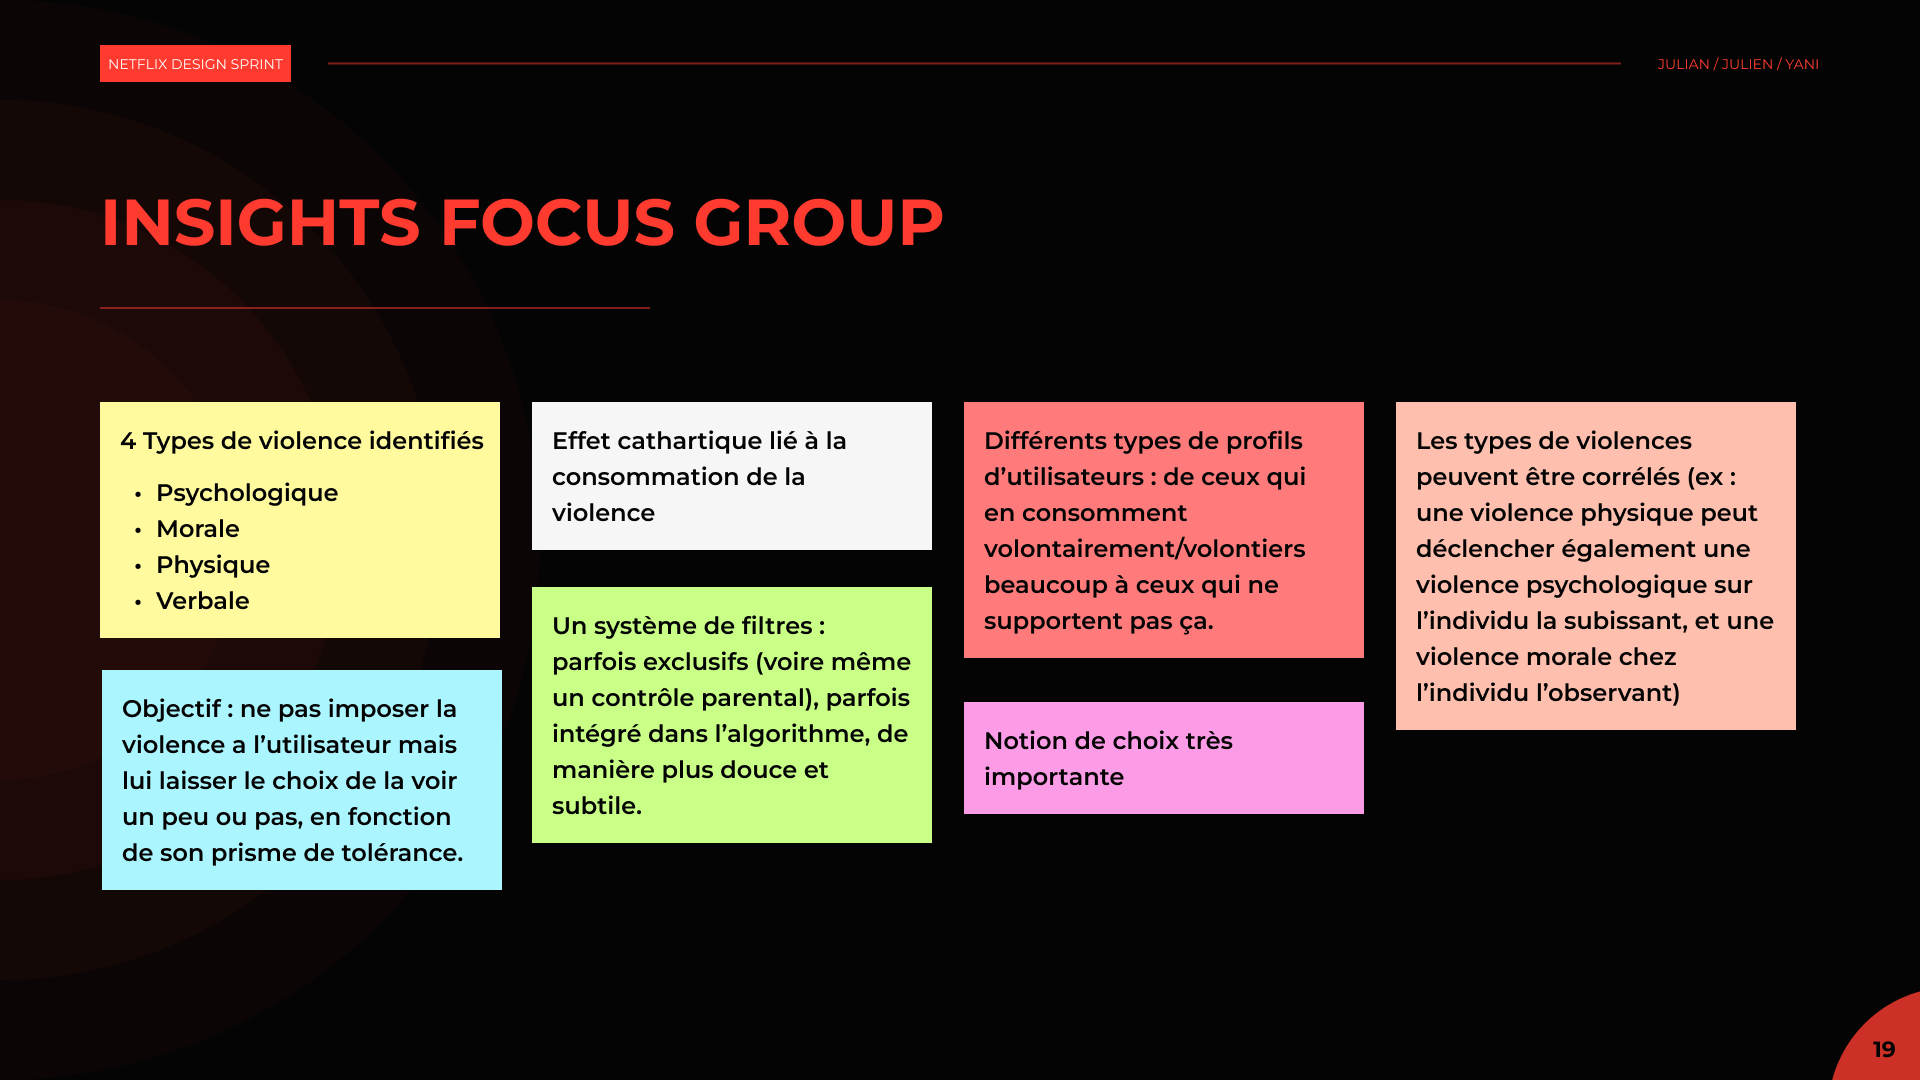 NETFLIX DESIGN SPRINT
JULIAN / JULIEN / YANI
INSIGHTS FOCUS GROUP
4 Types de violence identifiés
• Psychologique
• Morale
• Physique
• Verbale
Objectif : ne pas imposer la
violence a l’utilisateur mais
lui laisser le choix de la voir
un peu ou pas, en fonction
de son prisme de tolérance.
Effet cathartique lié à la
consommation de la
violence
Un système de filtres :
parfois exclusifs (voire même
un contrôle parental), parfois
intégré dans l’algorithme, de
manière plus douce et
subtile.
Différents types de profils
d’utilisateurs : de ceux qui
en consomment
volontairement/volontiers
beaucoup à ceux qui ne
supportent pas ça.
Notion de choix très
importante
Les types de violences
peuvent être corrélés (ex :
une violence physique peut
déclencher également une
violence psychologique sur
l’individu la subissant, et une
violence morale chez
l’individu l’observant)
19